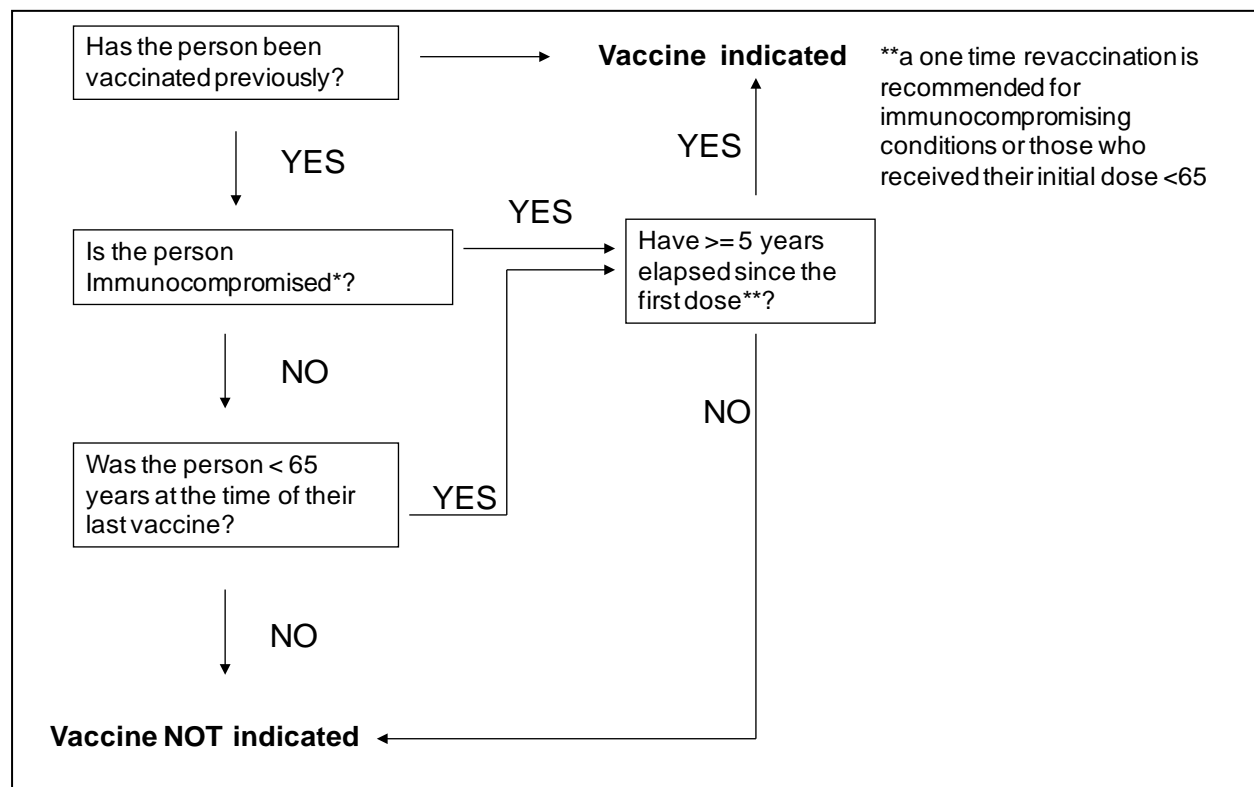 Has the person been
vaccinated previously?
Vaccine indicated
**a one time revaccination is
recommended for
immunocompromising
conditions or those who
received their initial dose <65
YES
YES
YES
Is the person
Immunocompromised*?
Have >= 5 years
elapsed since the
first dose**?
NO
NO
Was the person < 65
years at the time of their
last vaccine?
YES
NO
Vaccine NOT indicated